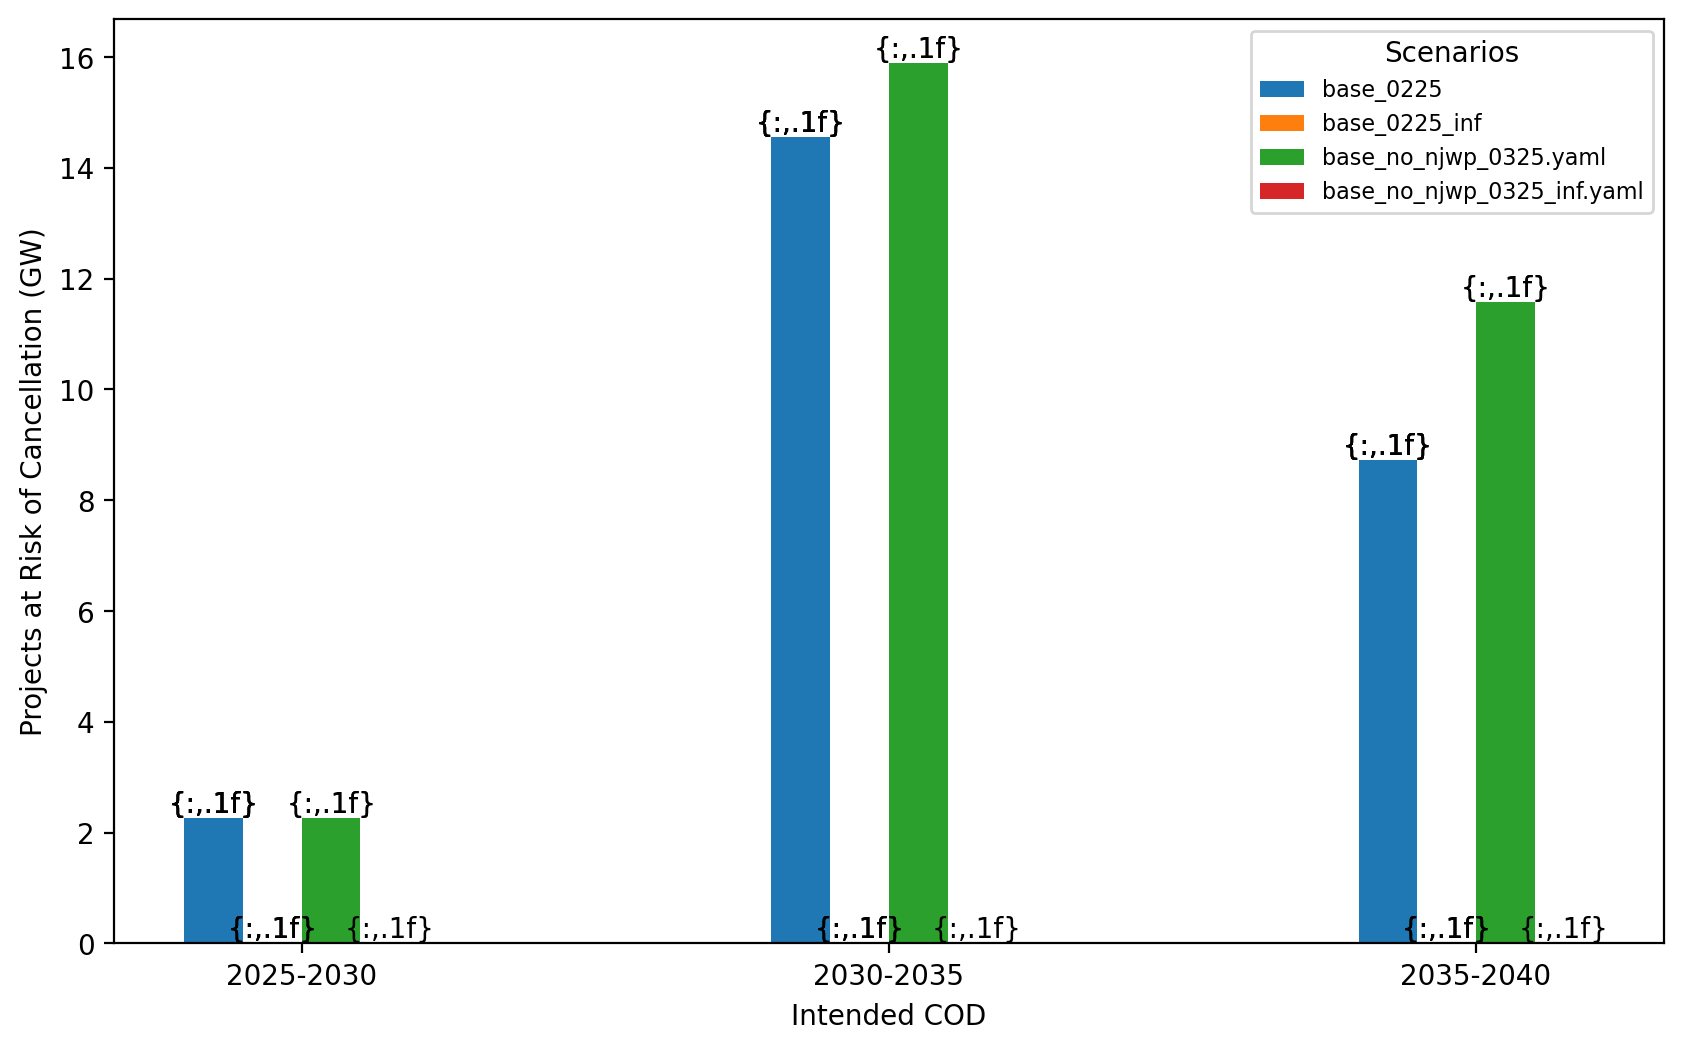 Scenarios
base_0225
base_0225_inf
base_no_njwp_0325.yaml
base_no_njwp_0325_inf.yaml
Projects at Risk of Cancellation (GW)
16
14
12
10
8
6
4
2
0
{:,.1f}
{:,.1f}
{:,.1f}
{:,.1f}
{:,.1f}
{:,.1f}
{:,.1f}
{:,.1f}
{:,.1f}
{:,.1f}
{:,.1f}
{:,.1f}
2025-2030
2030-2035
2035-2040
Intended COD